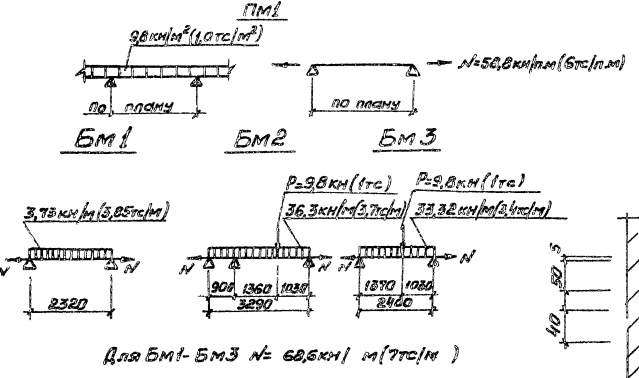 ПМ1
9,8кН/м²(1,0тс/м²)
N=58,8кН/п.м(6тс/п.м)
по плану
по плану
БМ1 БМ2 БМ3
P=9,8кН(1тс) P=9,8кН(1тс)
3,73кН/м(3,85тс/м) 36,3кН/м(3,7тс/м) 33,32кН/м(3,4тс/м)
N N N N N N
2320
900 1360 1030
3290
1370 1030
2400
5
50
40
Для БМ1-БМ3 N= 68,6кН/ м(7тс/м )